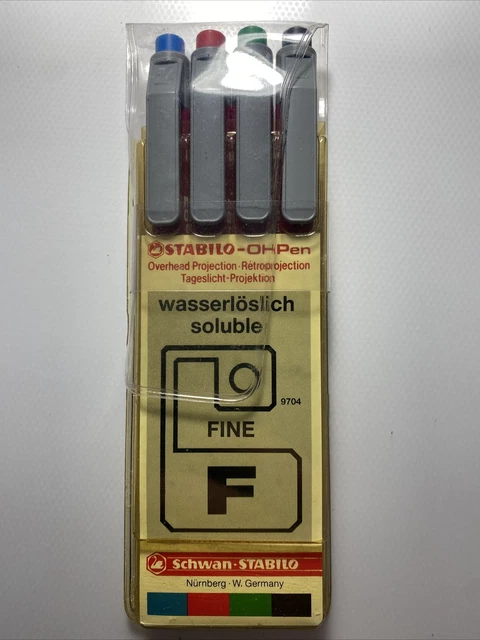 STABILO-OHPen
Overhead Projection·Rétroprojection
Tageslicht-Projektion
wasserlöslich
soluble
9704
FINE
F
Schwan·STABILO
Nürnberg·W. Germany